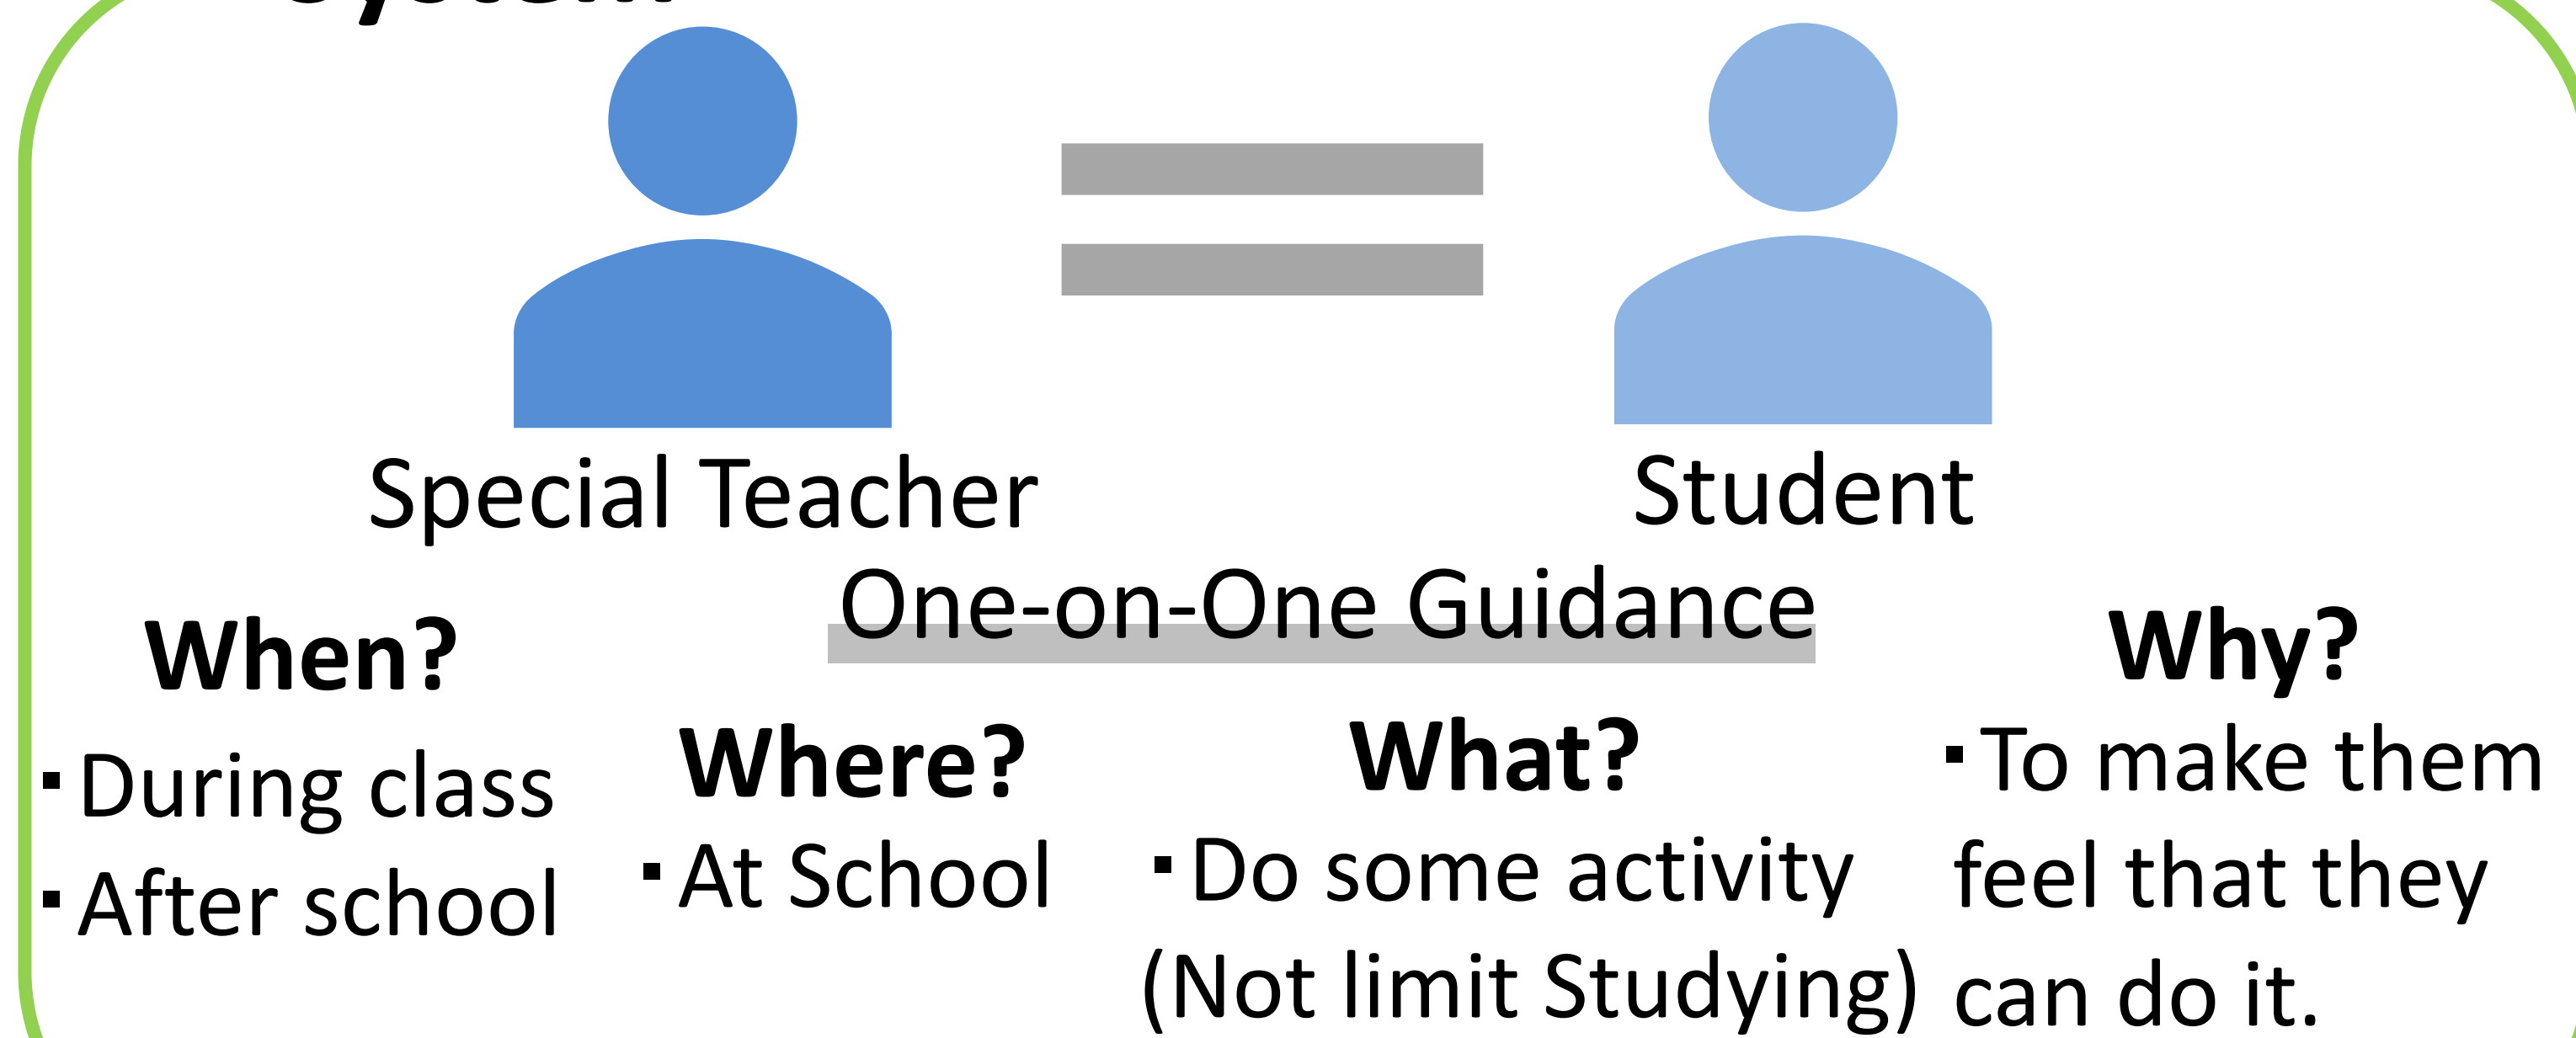 Special Teacher
Student
One-on-One Guidance
When?
▪During class
▪After school
Where?
▪At School
What?
▪Do some activity
(Not limit Studying)
Why?
▪To make them
feel that they
can do it.